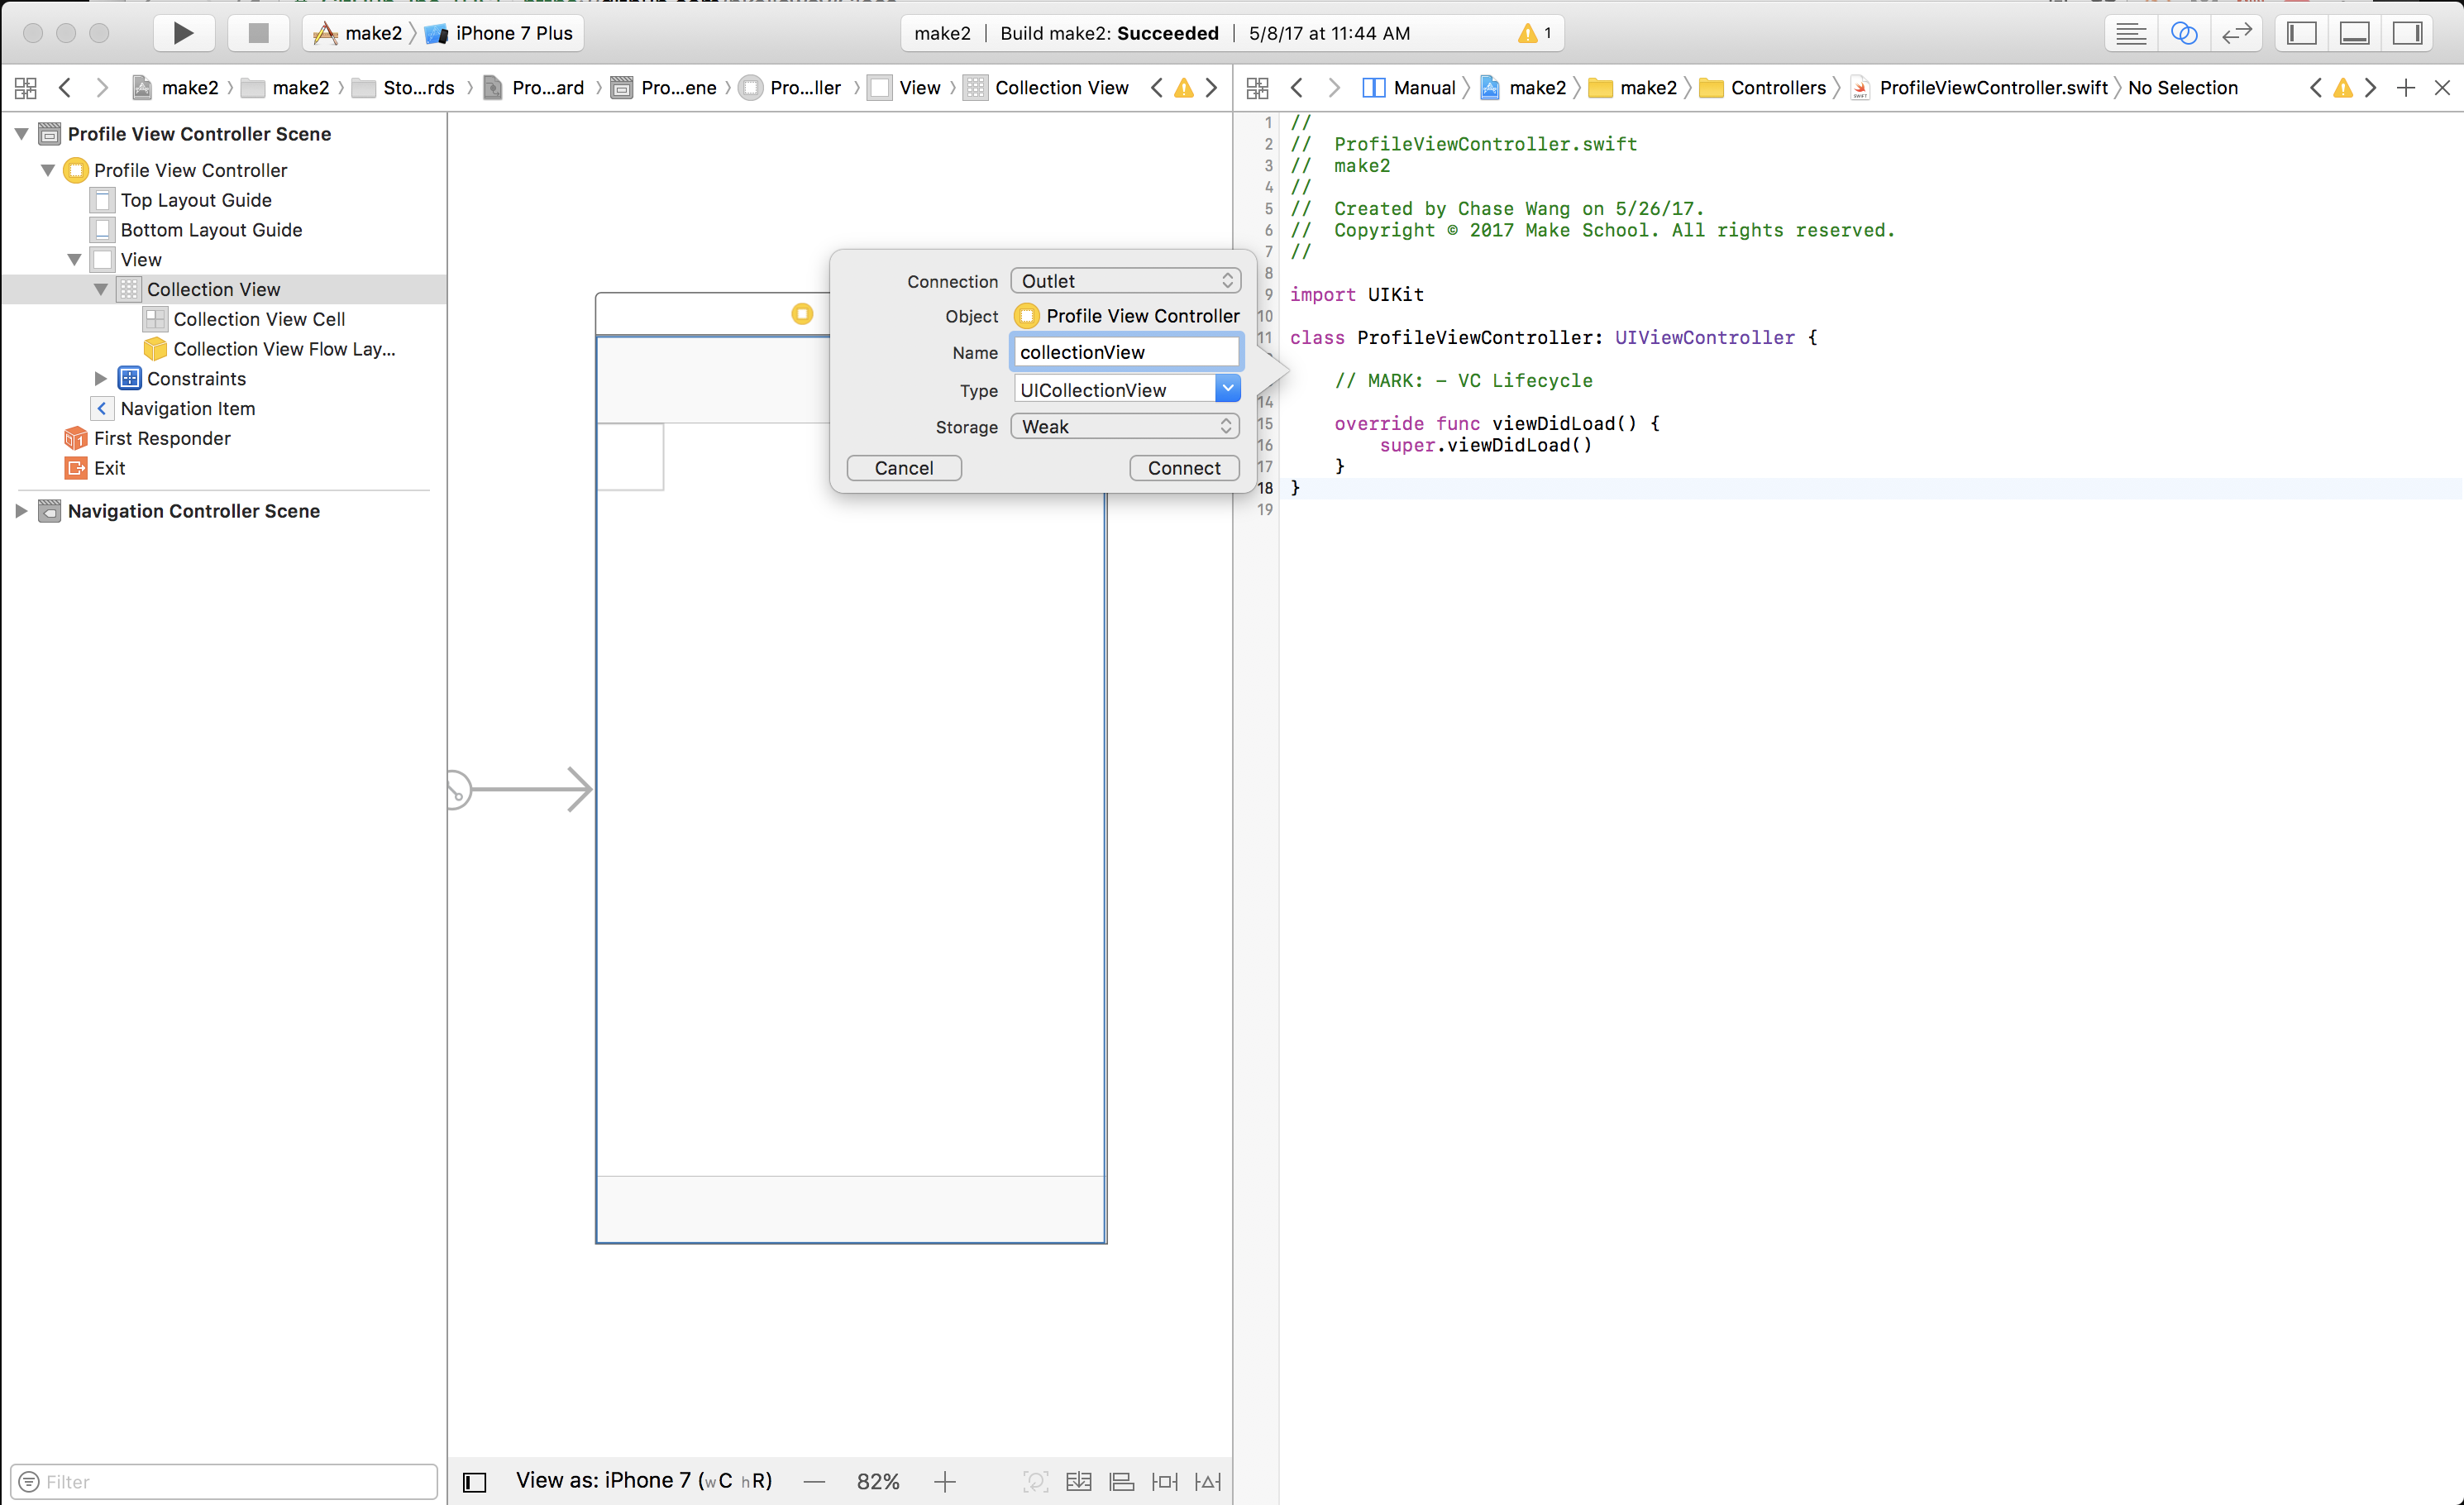 make2 iPhone 7 Plus
make2 | Build make2: Succeeded | 5/8/17 at 11:44 AM
1
make2 make2 Sto...rds Pro...ard Pro...ene Pro...ller View Collection View
Manual make2 make2 Controllers ProfileViewController.swift No Selection
Profile View Controller Scene
Profile View Controller
Top Layout Guide
Bottom Layout Guide
View
Collection View
Collection View Cell
Collection View Flow Lay...
Constraints
Navigation Item
First Responder
Exit
Navigation Controller Scene
Filter
Connection Outlet
Object Profile View Controller
Name collectionView
Type UICollectionView
Storage Weak
Cancel Connect
View as: iPhone 7 (wC hR) — 82% +
1 //
2 // ProfileViewController.swift
3 // make2
4 //
5 // Created by Chase Wang on 5/26/17.
6 // Copyright © 2017 Make School. All rights reserved.
7 //
8
9 import UIKit
10
11 class ProfileViewController: UIViewController {
// MARK: - VC Lifecycle
14
15 override func viewDidLoad() {
16 super.viewDidLoad()
17 }
18 }
19